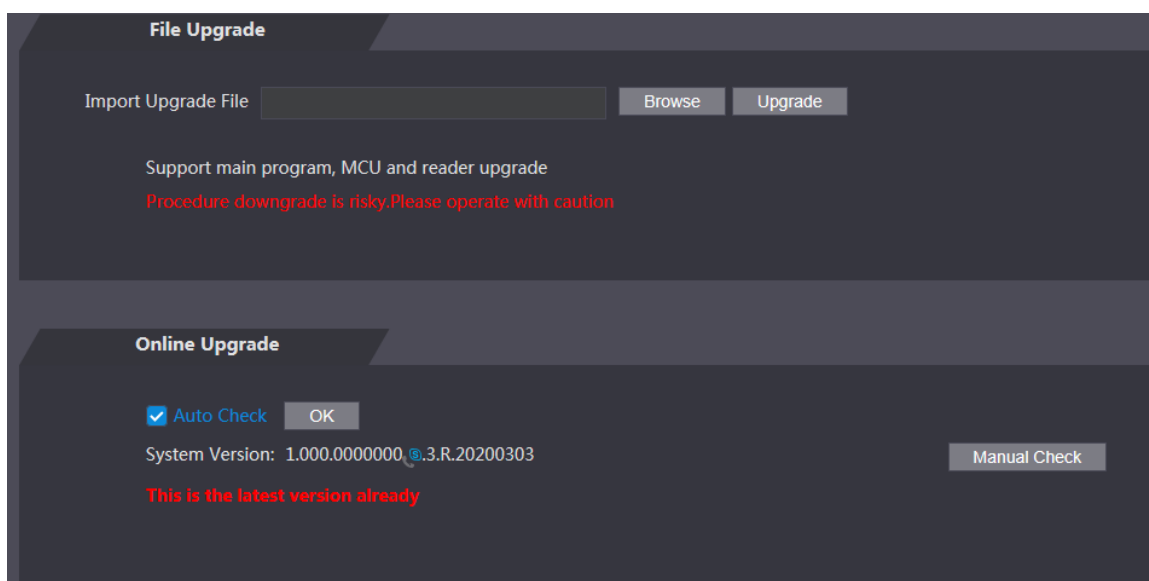 File Upgrade
Import Upgrade File Browse Upgrade
Support main program, MCU and reader upgrade
Procedure downgrade is risky.Please operate with caution
Online Upgrade
Auto Check OK
System Version: 1.000.0000000.3.R.20200303 Manual Check
This is the latest version already